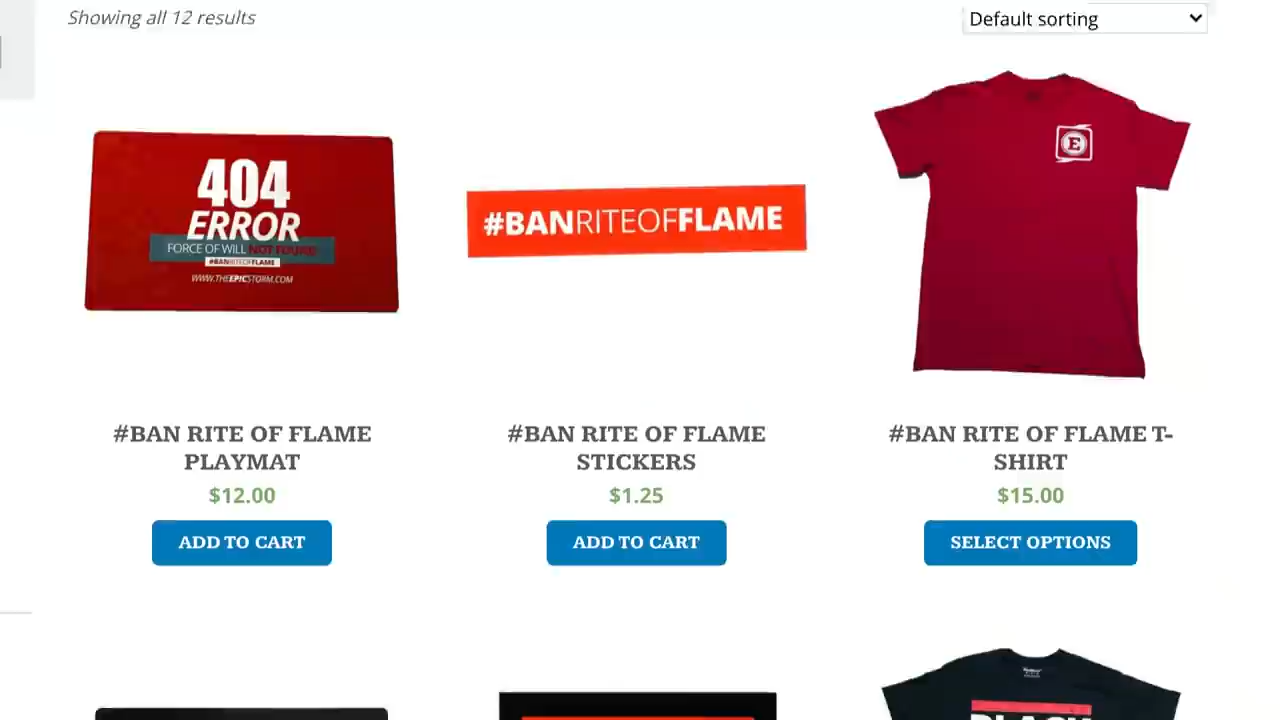 Showing all 12 results
Default sorting
404
ERROR
FORCE OF WILL NOT FOUND
#BANRITEOFFLAME
WWW.THEEPICSTORM.COM
#BANRITEOFFLAME
E
#BAN RITE OF FLAME
PLAYMAT
$12.00
ADD TO CART
#BAN RITE OF FLAME
STICKERS
$1.25
ADD TO CART
#BAN RITE OF FLAME T-
SHIRT
$15.00
SELECT OPTIONS
BLACK